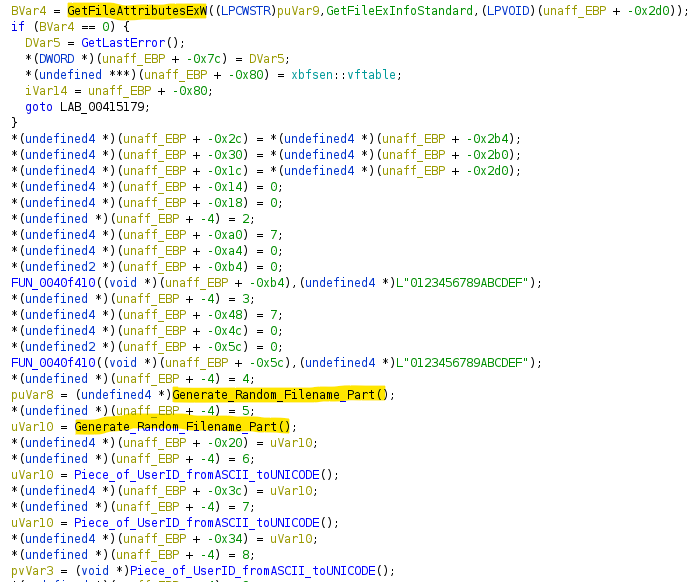 BVar4 = GetFileAttributesExW((LPCWSTR)puVar9,GetFileExInfoStandard,(LPVOID)(unaff_EBP + -0x2d0));
if (BVar4 == 0) {
DVar5 = GetLastError();
*(DWORD *)(unaff_EBP + -0x7c) = DVar5;
*(undefined ***)(unaff_EBP + -0x80) = xbfsen::vftable;
iVar14 = unaff_EBP + -0x80;
goto LAB_00415179;
}
*(undefined4 *)(unaff_EBP + -0x2c) = *(undefined4 *)(unaff_EBP + -0x2b4);
*(undefined4 *)(unaff_EBP + -0x30) = *(undefined4 *)(unaff_EBP + -0x2b0);
*(undefined4 *)(unaff_EBP + -0x1c) = *(undefined4 *)(unaff_EBP + -0x2d0);
*(undefined4 *)(unaff_EBP + -0x14) = 0;
*(undefined4 *)(unaff_EBP + -0x18) = 0;
*(undefined *)(unaff_EBP + -4) = 2;
*(undefined4 *)(unaff_EBP + -0xa0) = 7;
*(undefined4 *)(unaff_EBP + -0xa4) = 0;
*(undefined2 *)(unaff_EBP + -0xb4) = 0;
FUN_0040f410((void *)(unaff_EBP + -0xb4),(undefined4 *)L"0123456789ABCDEF");
*(undefined *)(unaff_EBP + -4) = 3;
*(undefined4 *)(unaff_EBP + -0x48) = 7;
*(undefined4 *)(unaff_EBP + -0x4c) = 0;
*(undefined2 *)(unaff_EBP + -0x5c) = 0;
FUN_0040f410((void *)(unaff_EBP + -0x5c),(undefined4 *)L"0123456789ABCDEF");
*(undefined *)(unaff_EBP + -4) = 4;
puVar8 = (undefined4 *)Generate_Random_Filename_Part();
*(undefined *)(unaff_EBP + -4) = 5;
uVar10 = Generate_Random_Filename_Part();
*(undefined4 *)(unaff_EBP + -0x20) = uVar10;
*(undefined *)(unaff_EBP + -4) = 6;
uVar10 = Piece_of_UserID_fromASCII_toUNICODE();
*(undefined4 *)(unaff_EBP + -0x3c) = uVar10;
*(undefined *)(unaff_EBP + -4) = 7;
uVar10 = Piece_of_UserID_fromASCII_toUNICODE();
*(undefined4 *)(unaff_EBP + -0x34) = uVar10;
*(undefined *)(unaff_EBP + -4) = 8;
pvVar3 = (void *)Piece_of_UserID_fromASCII_toUNICODE();